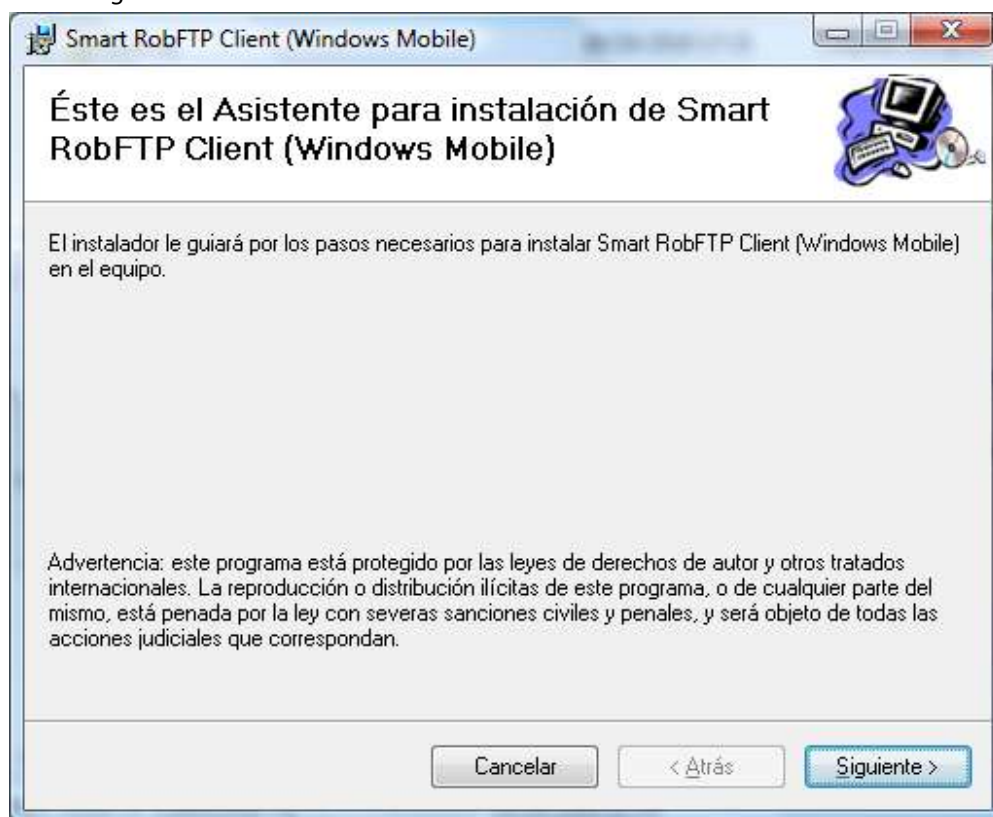 Smart RobFTP Client (Windows Mobile)
Éste es el Asistente para instalación de Smart
RobFTP Client (Windows Mobile)
El instalador le guiará por los pasos necesarios para instalar Smart RobFTP Client (Windows Mobile)
en el equipo.
Advertencia: este programa está protegido por las leyes de derechos de autor y otros tratados
internacionales. La reproducción o distribución ilícitas de este programa, o de cualquier parte del
mismo, está penada por la ley con severas sanciones civiles y penales, y será objeto de todas las
acciones judiciales que correspondan.
Cancelar < Atrás Siguiente >